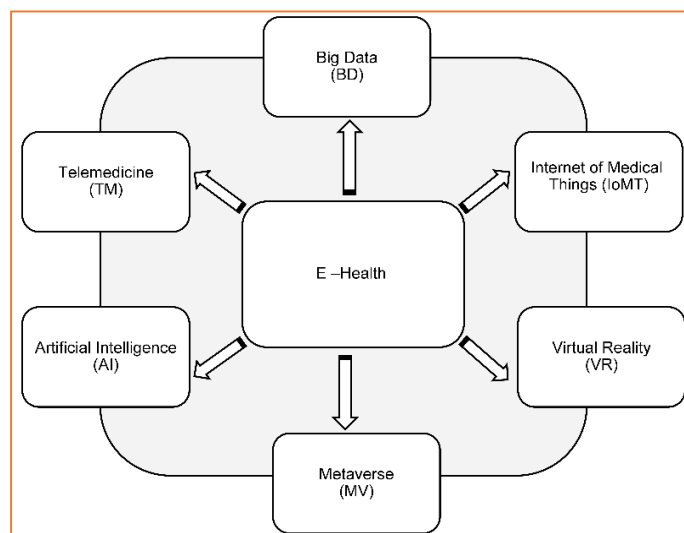 Big Data
(BD)
Telemedicine
(TM)
Internet of Medical
Things (IoMT)
E –Health
Artificial Intelligence
(AI)
Virtual Reality
(VR)
Metaverse
(MV)